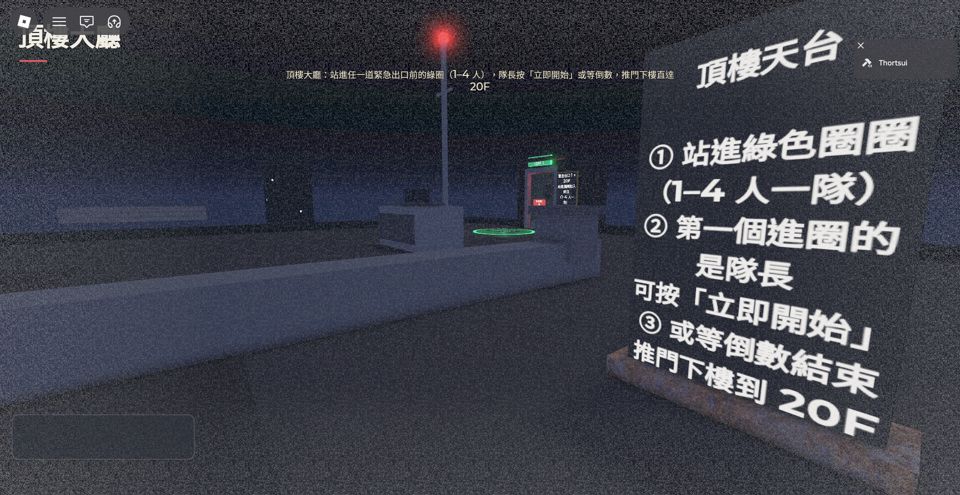 頂樓大廳
頂樓大廳：站進任一道緊急出口前的綠圈（1–4 人），隊長按「立即開始」或等倒數，推門下樓直達
20F
Thortsui
頂樓天台
① 站進綠色圈圈
（1–4 人一隊）
② 第一個進圈的
是隊長
可按「立即開始」
③ 或等倒數結束
推門下樓到 20F